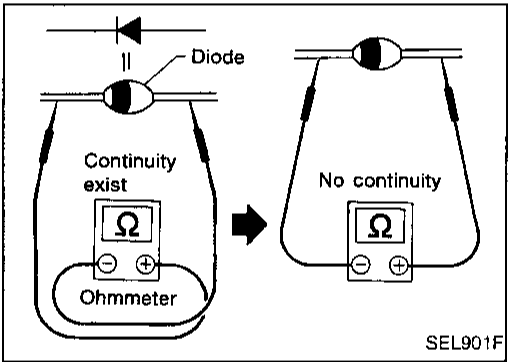 Diode
Continuity
exist
Ω
− +
Ohmmeter
No continuity
Ω
− +
SEL901F